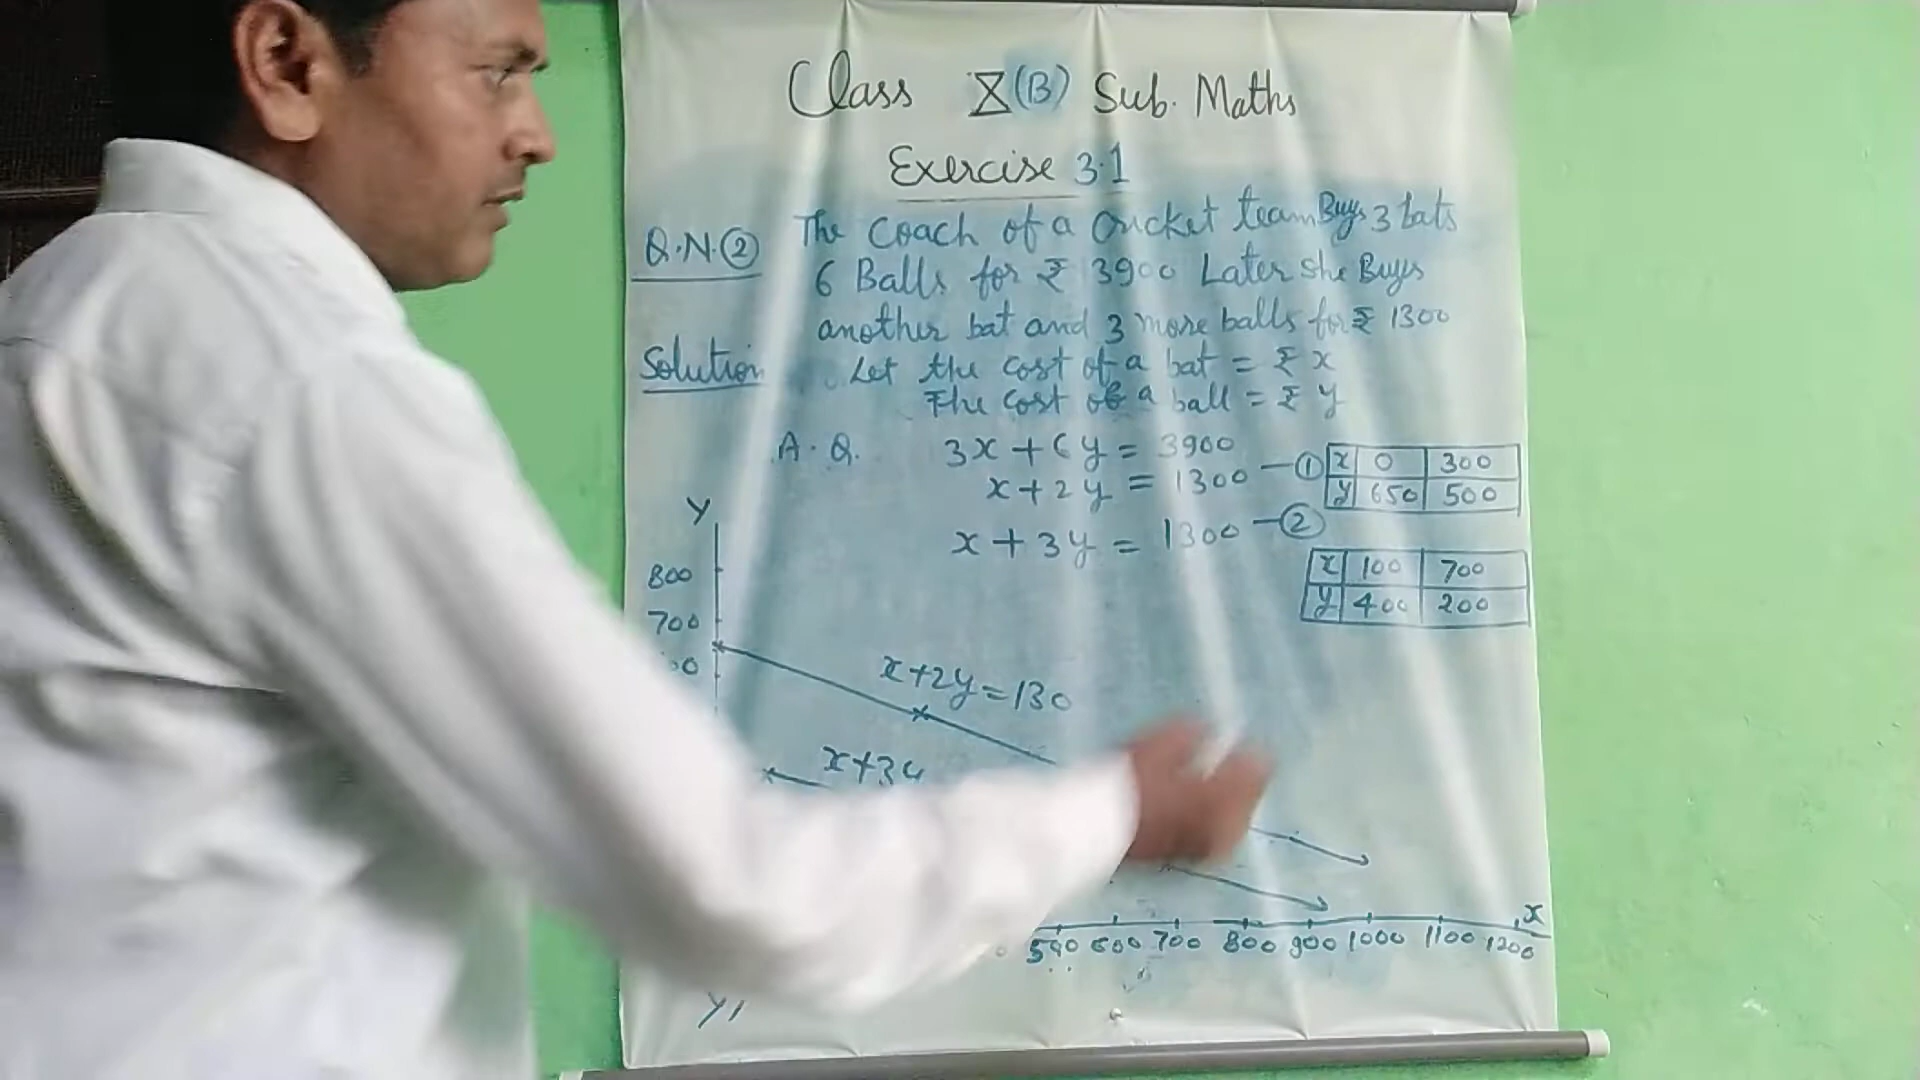 Class X(B) Sub. Maths
Exercise 3.1
Q.N.② The Coach of a Cricket team Buys 3 bats
6 Balls for ₹ 3900 Later she Buys
another bat and 3 more balls for ₹ 1300
Solution Let the cost of a bat = ₹ x
The cost of a ball = ₹ y
A.Q. 3x + 6y = 3900
x + 2y = 1300 — ①
x 0 300
y 650 500
x + 3y = 1300 — ②
x 100 700
y 400 200
Y
800
700
x+2y=130
x+3y
x
500 600 700 800 900 1000 1100 1200
Y1